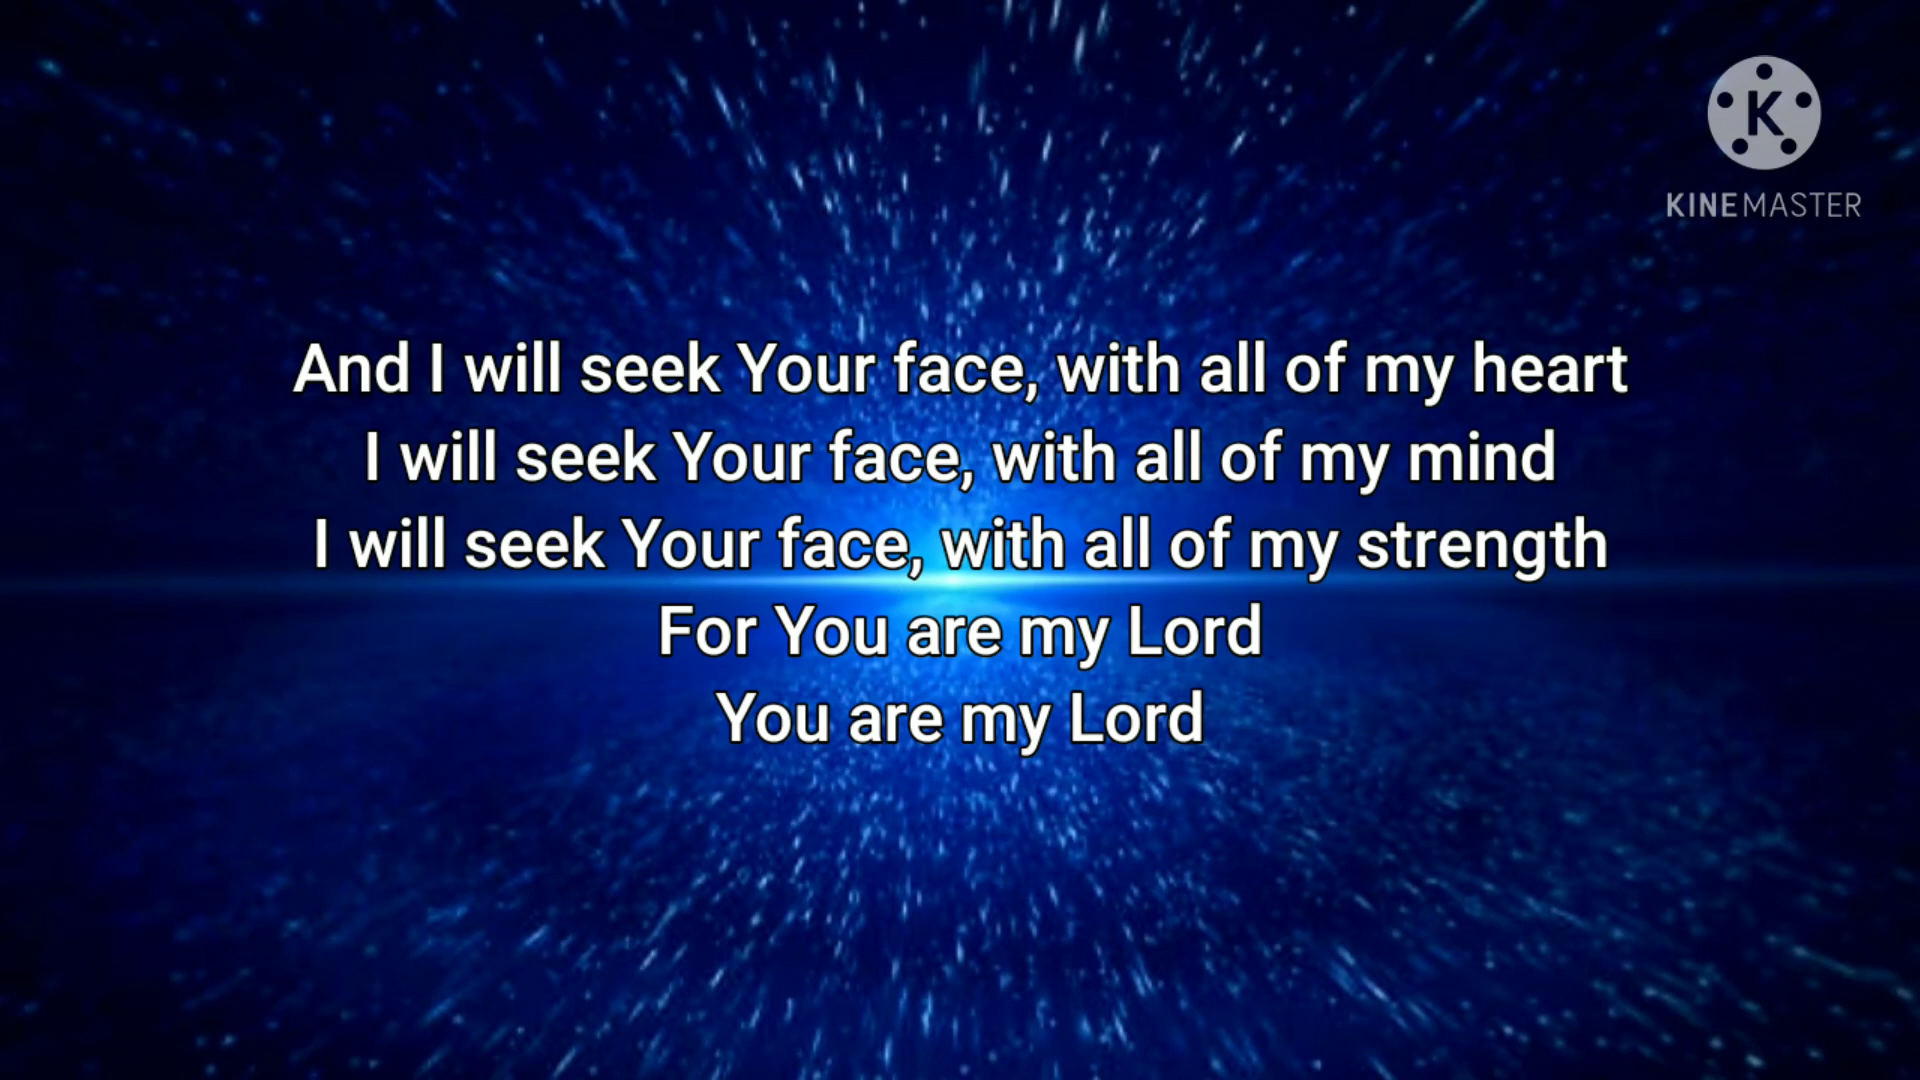 K
KINEMASTER
And I will seek Your face, with all of my heart
I will seek Your face, with all of my mind
I will seek Your face, with all of my strength
For You are my Lord
You are my Lord